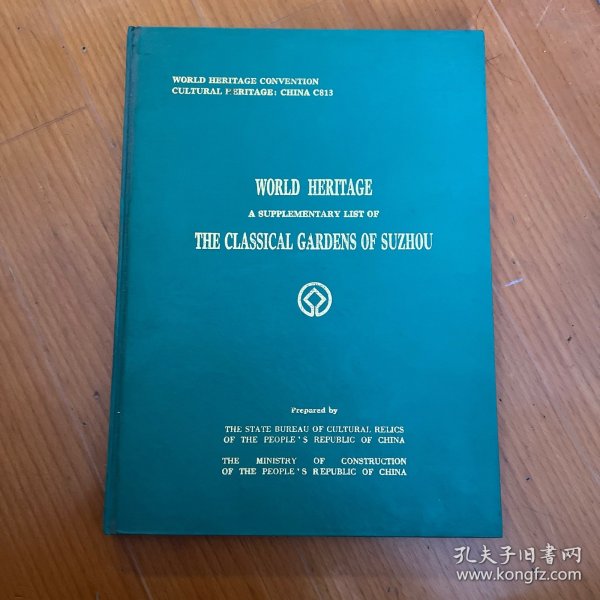 WORLD HERITAGE CONVENTION
CULTURAL HERITAGE: CHINA C813
WORLD HERITAGE
A SUPPLEMENTARY LIST OF
THE CLASSICAL GARDENS OF SUZHOU
Prepared by
THE STATE BUREAU OF CULTURAL RELICS
OF THE PEOPLE'S REPUBLIC OF CHINA
THE MINISTRY OF CONSTRUCTION
OF THE PEOPLE'S REPUBLIC OF CHINA
孔夫子旧书网
www.kongfz.com